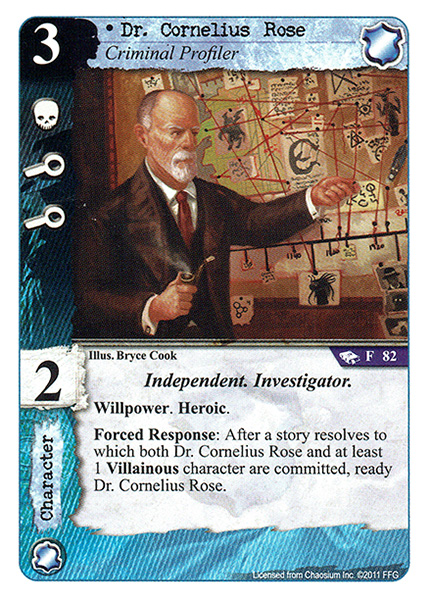 3
• Dr. Cornelius Rose
Criminal Profiler
Illus. Bryce Cook
F 82
2
Independent. Investigator.
Willpower. Heroic.
Forced Response: After a story resolves to
which both Dr. Cornelius Rose and at least
1 Villainous character are committed, ready
Dr. Cornelius Rose.
Character
Licensed from Chaosium Inc. ©2011 FFG